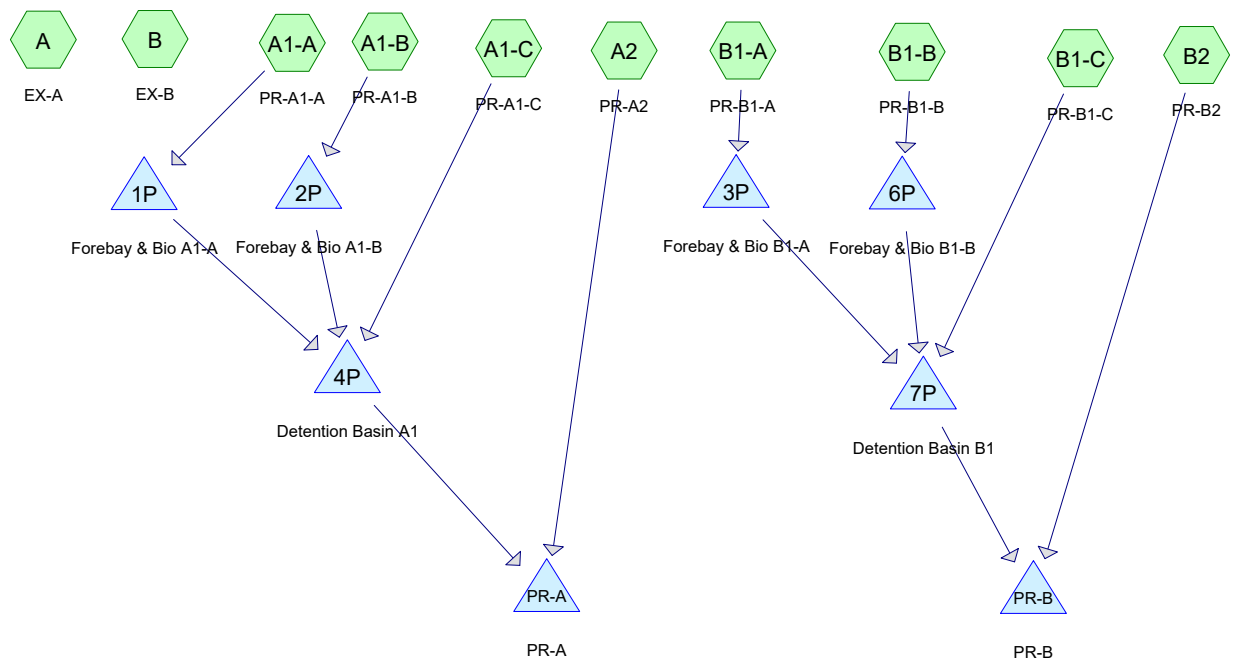 A
B
A1-A
A1-B
A1-C
A2
B1-A
B1-B
B1-C
B2
EX-A
EX-B
PR-A1-A
PR-A1-B
PR-A1-C
PR-A2
PR-B1-A
PR-B1-B
PR-B1-C
PR-B2
1P
2P
3P
6P
Forebay & Bio A1-A
Forebay & Bio A1-B
Forebay & Bio B1-A
Forebay & Bio B1-B
4P
7P
Detention Basin A1
Detention Basin B1
PR-A
PR-B
PR-A
PR-B